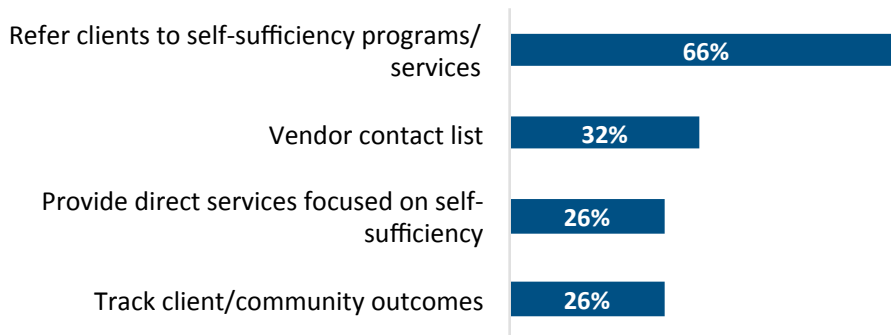 Refer clients to self-sufficiency programs/
services
66%
Vendor contact list
32%
Provide direct services focused on self-
sufficiency
26%
Track client/community outcomes
26%